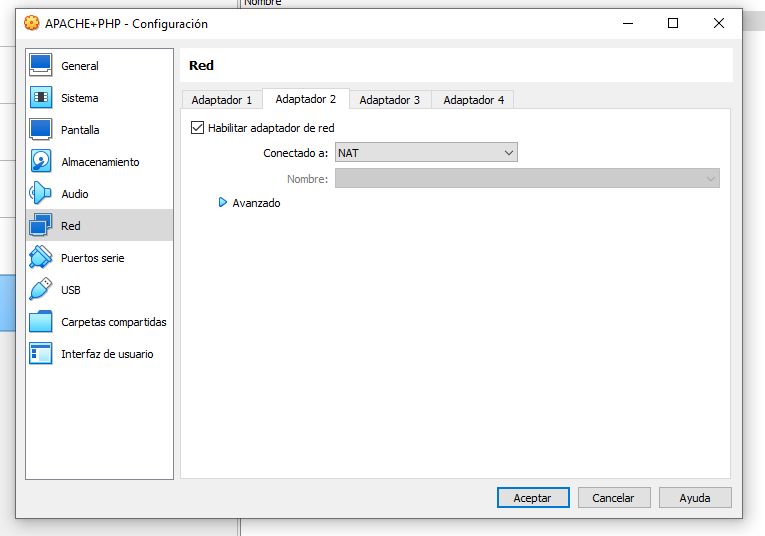 Nombre
APACHE+PHP - Configuración
General
Sistema
Pantalla
Almacenamiento
Audio
Red
Puertos serie
USB
Carpetas compartidas
Interfaz de usuario
Red
Adaptador 1 Adaptador 2 Adaptador 3 Adaptador 4
Habilitar adaptador de red
Conectado a: NAT
Nombre:
Avanzado
Aceptar Cancelar Ayuda